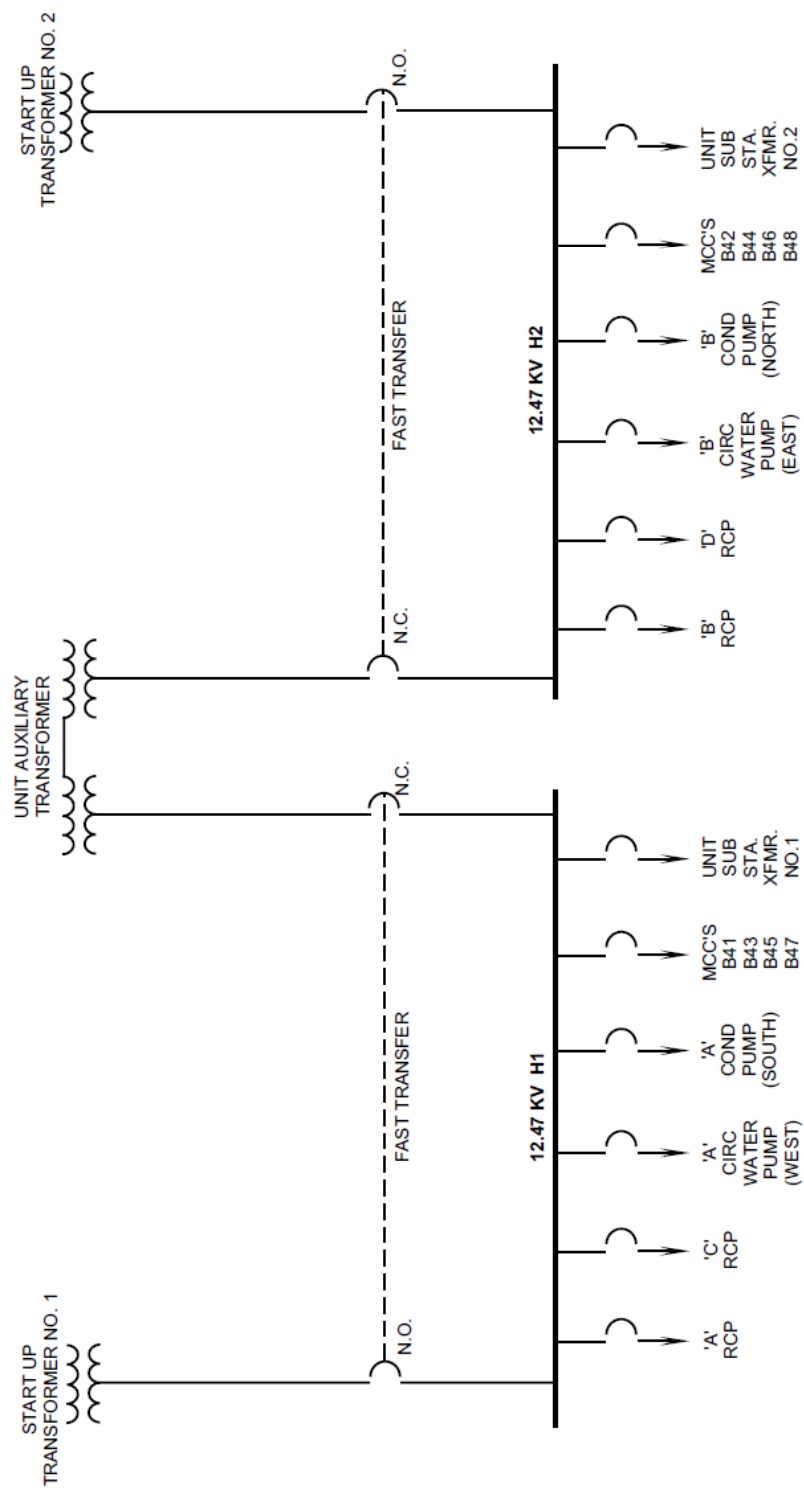 START UP
TRANSFORMER NO. 1
UNIT AUXILIARY
TRANSFORMER
START UP
TRANSFORMER NO. 2
N.O.
FAST TRANSFER
N.C.
N.C.
FAST TRANSFER
N.O.
12.47 KV H1
12.47 KV H2
'A'
RCP
'C'
RCP
'A'
CIRC
WATER
PUMP
(WEST)
'A'
COND
PUMP
(SOUTH)
MCC'S
B41
B43
B45
B47
UNIT
SUB
STA.
XFMR.
NO.1
'B'
RCP
'D'
RCP
'B'
CIRC
WATER
PUMP
(EAST)
'B'
COND
PUMP
(NORTH)
MCC'S
B42
B44
B46
B48
UNIT
SUB
STA.
XFMR.
NO.2